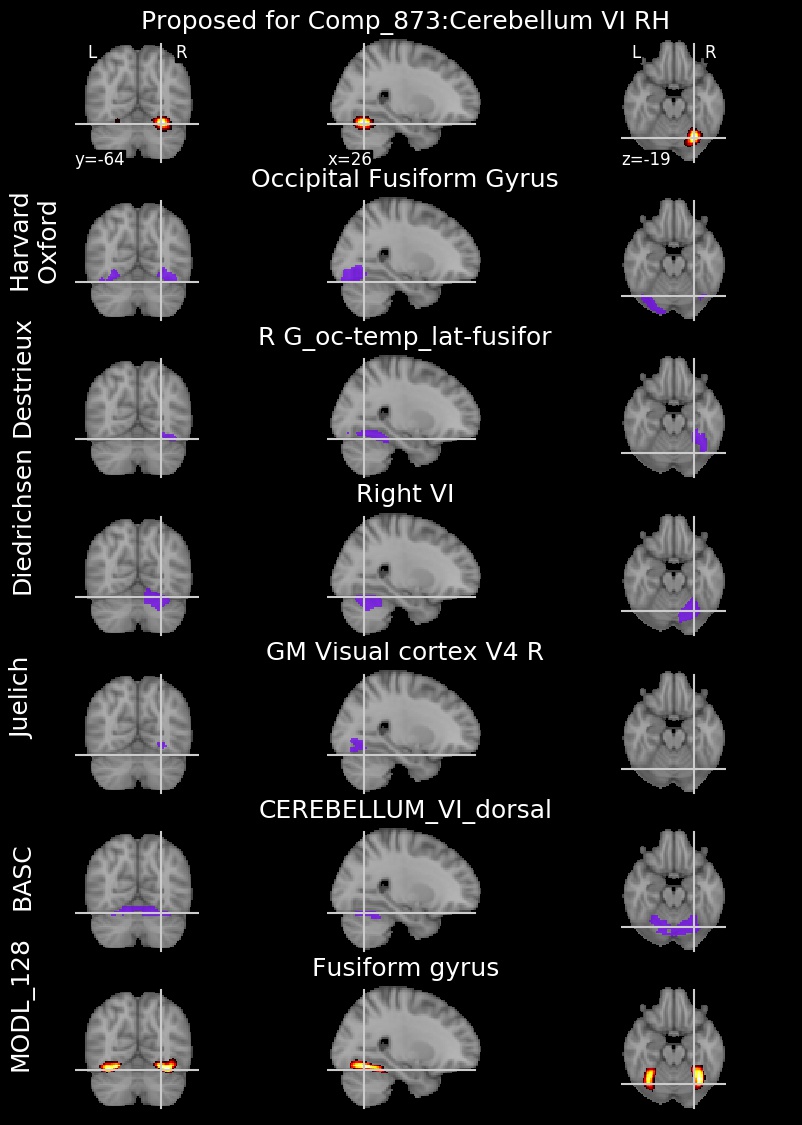 Proposed for Comp_873:Cerebellum VI RH
L R
L R
y=-64
x=26
z=-19
Occipital Fusiform Gyrus
Harvard
Oxford
R G_oc-temp_lat-fusifor
Destrieux
Right VI
Diedrichsen
GM Visual cortex V4 R
Juelich
CEREBELLUM_VI_dorsal
BASC
Fusiform gyrus
MODL_128